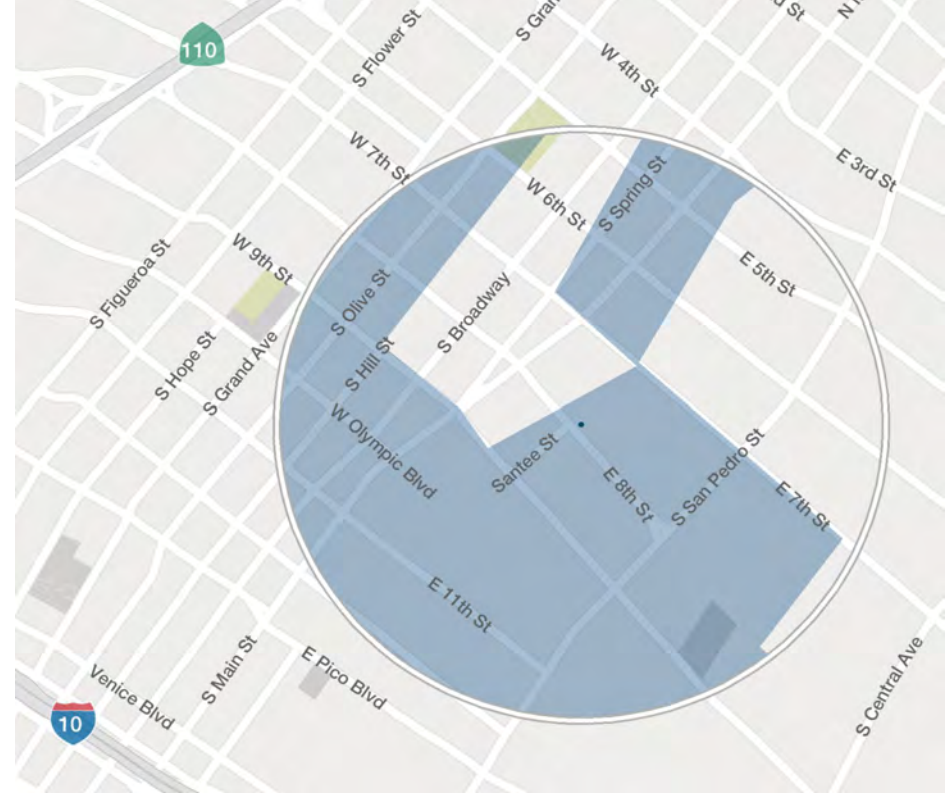 110
S Flower St
W 4th St
W 7th St
E 3rd St
W 6th St
S Spring St
W 9th St
S Figueroa St
S Olive St
S Broadway
E 5th St
S Hope St
S Grand Ave
S Hill St
W Olympic Blvd
Santee St
E 8th St
S San Pedro St
E 7th St
E 11th St
S Main St
E Pico Blvd
Venice Blvd
S Central Ave
10